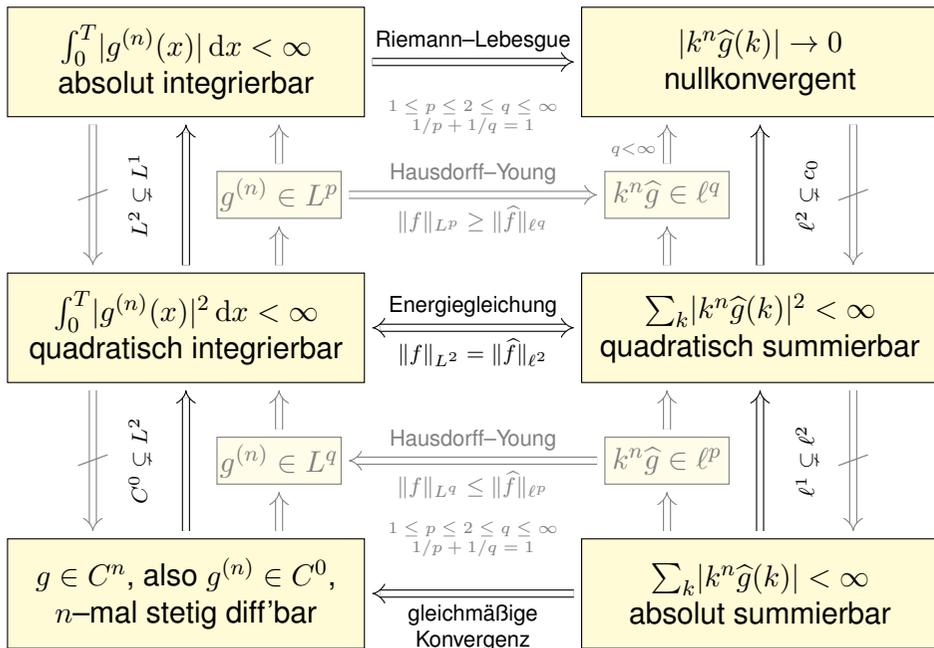 ∫₀ᵀ|g⁽ⁿ⁾(x)| dx < ∞
absolut integrierbar
Riemann–Lebesgue
|kⁿĝ(k)| → 0
nullkonvergent
1 ≤ p ≤ 2 ≤ q ≤ ∞
1/p + 1/q = 1
L² ⊊ L¹
g⁽ⁿ⁾ ∈ Lᵖ
Hausdorff–Young
‖f‖_{Lᵖ} ≥ ‖f̂‖_{ℓ^q}
q<∞
kⁿĝ ∈ ℓ^q
ℓ² ⊊ c₀
∫₀ᵀ|g⁽ⁿ⁾(x)|² dx < ∞
quadratisch integrierbar
Energiegleichung
‖f‖_{L²} = ‖f̂‖_{ℓ²}
∑ₖ|kⁿĝ(k)|² < ∞
quadratisch summierbar
C⁰ ⊊ L²
g⁽ⁿ⁾ ∈ L^q
Hausdorff–Young
‖f‖_{L^q} ≤ ‖f̂‖_{ℓᵖ}
1 ≤ p ≤ 2 ≤ q ≤ ∞
1/p + 1/q = 1
kⁿĝ ∈ ℓᵖ
ℓ¹ ⊊ ℓ²
g ∈ Cⁿ, also g⁽ⁿ⁾ ∈ C⁰,
n–mal stetig diff'bar
gleichmäßige
Konvergenz
∑ₖ|kⁿĝ(k)| < ∞
absolut summierbar